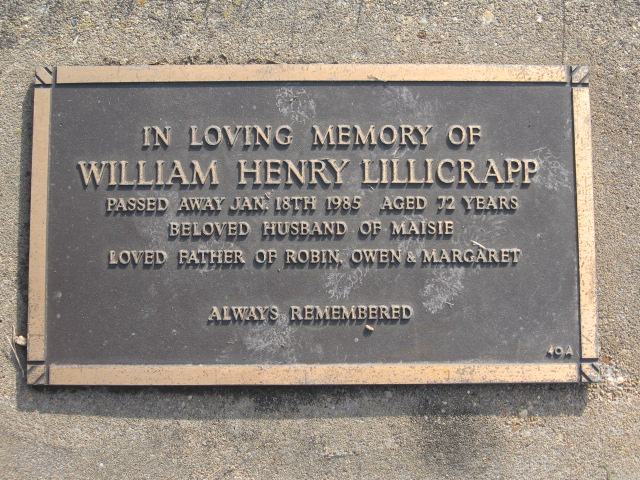 IN LOVING MEMORY OF
WILLIAM HENRY LILLICRAPP
PASSED AWAY JAN. 18TH 1985 AGED 72 YEARS
BELOVED HUSBAND OF MAISIE
LOVED FATHER OF ROBIN, OWEN & MARGARET
ALWAYS REMEMBERED
49A